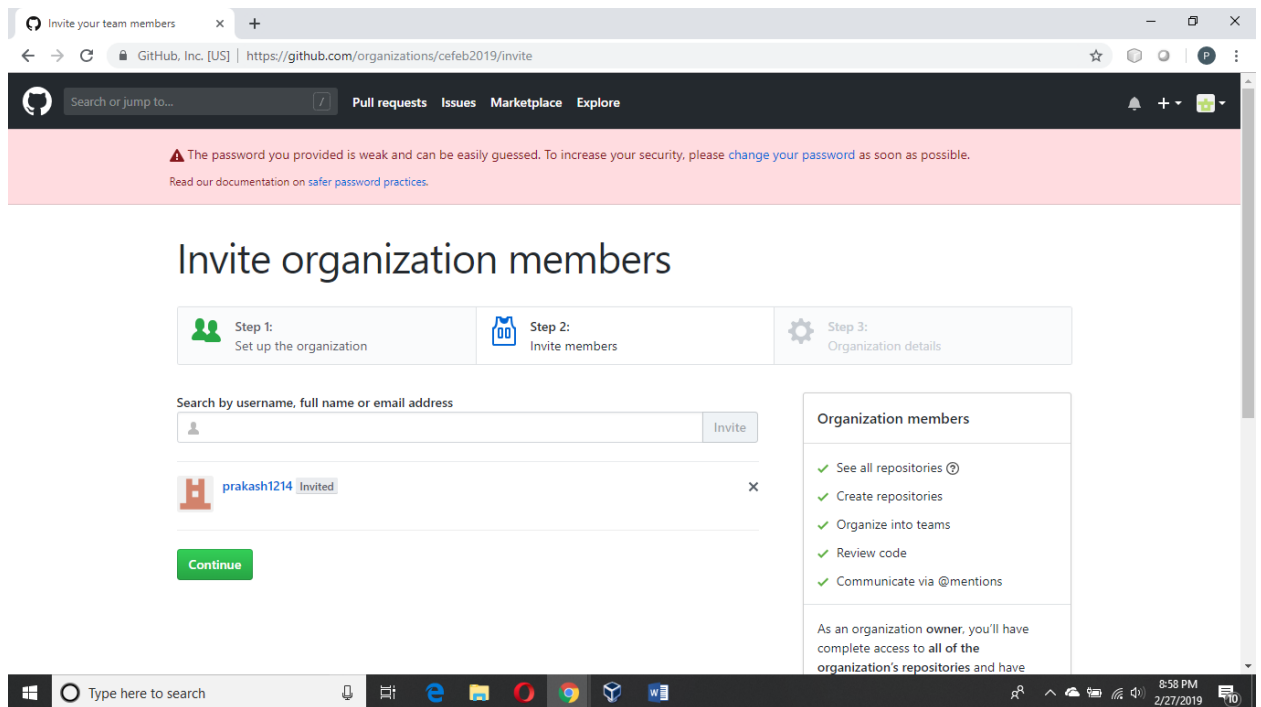 Invite your team members
GitHub, Inc. [US] | https://github.com/organizations/cefeb2019/invite
P
Search or jump to... /
Pull requests Issues Marketplace Explore
The password you provided is weak and can be easily guessed. To increase your security, please change your password as soon as possible.
Read our documentation on safer password practices.
Invite organization members
Step 1:
Set up the organization
Step 2:
Invite members
Step 3:
Organization details
Search by username, full name or email address
Invite
prakash1214 Invited
Continue
Organization members
See all repositories
Create repositories
Organize into teams
Review code
Communicate via @mentions
As an organization owner, you'll have
complete access to all of the
organization's repositories and have
Type here to search
8:58 PM
2/27/2019
10